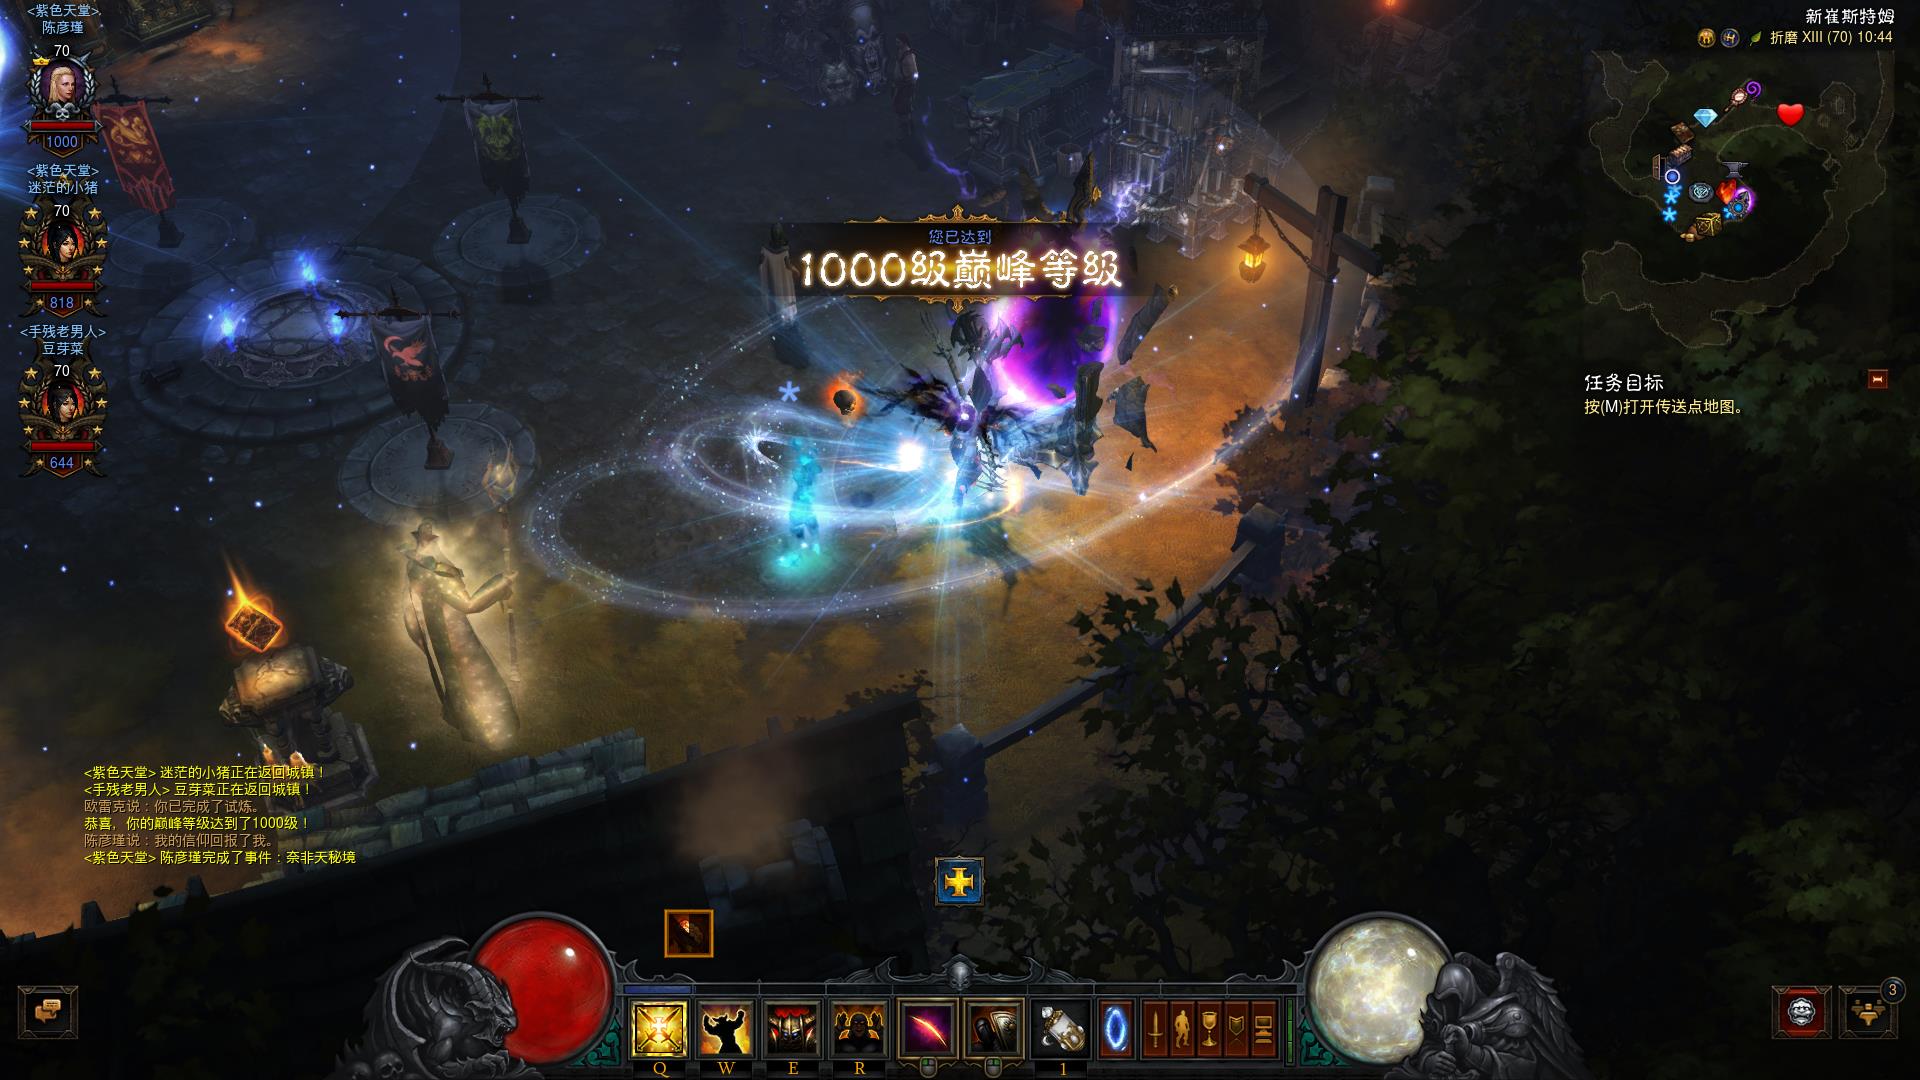 <紫色天堂>
陈彦瑾
70
1000
<紫色天堂>
迷茫的小猪
70
818
<手残老男人>
豆芽菜
70
644
新崔斯特姆
折磨 XIII (70) 10:44
您已达到
1000级巅峰等级
任务目标
按(M)打开传送点地图。
<紫色天堂> 迷茫的小猪正在返回城镇！
<手残老男人> 豆芽菜正在返回城镇！
欧雷克说：你已完成了试炼。
恭喜，你的巅峰等级达到了1000级！
陈彦瑾说：我的信仰回报了我。
<紫色天堂> 陈彦瑾完成了事件：奈非天秘境
3
Q W E R 1